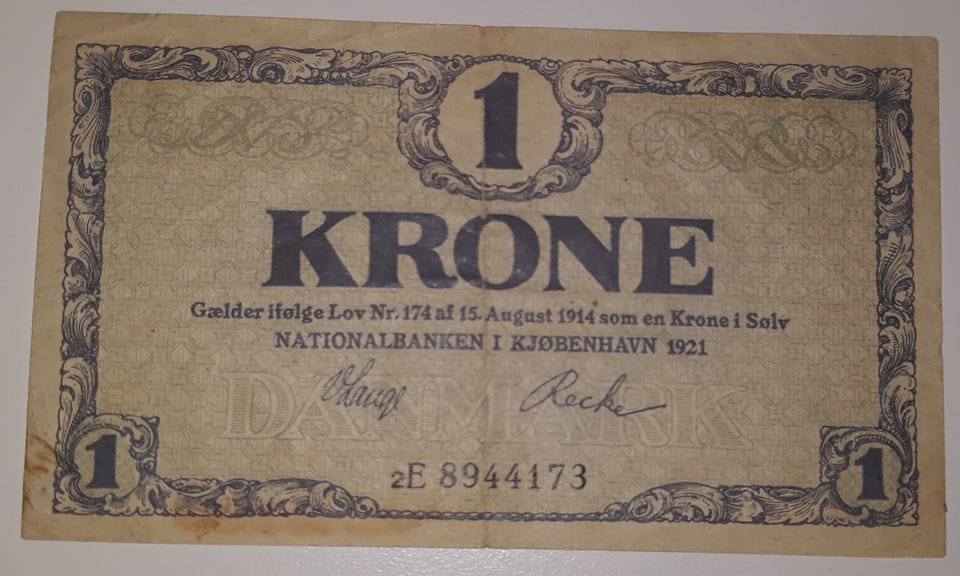 1
KRONE
Gælder ifølge Lov Nr. 174 af 15. August 1914 som en Krone i Sølv
NATIONALBANKEN I KJØBENHAVN 1921
DANMARK
V Lange Recke
2E 8944173
1 1